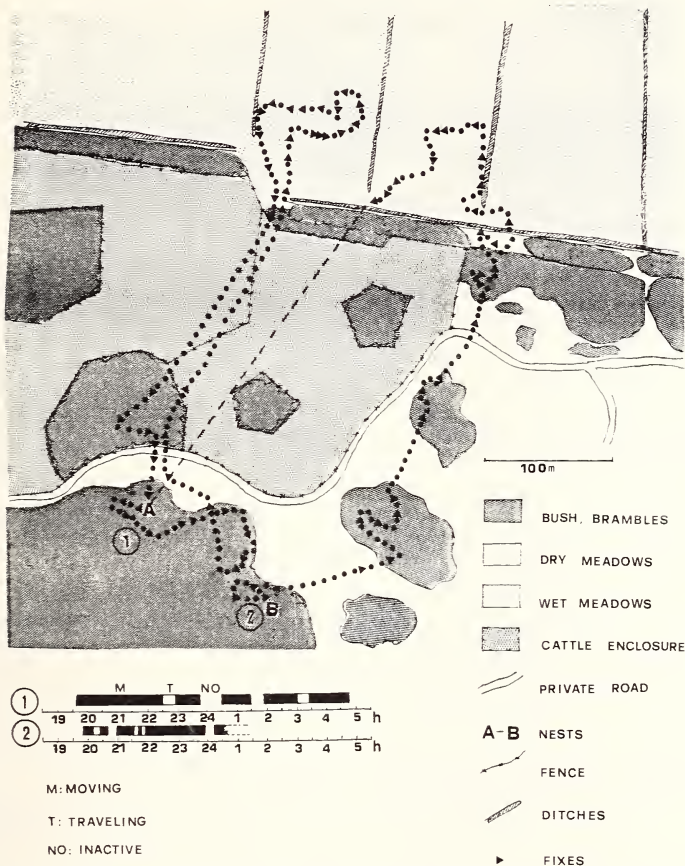 A
1
2
B
100m
BUSH, BRAMBLES
DRY MEADOWS
WET MEADOWS
CATTLE ENCLOSURE
PRIVATE ROAD
A-B NESTS
FENCE
DITCHES
FIXES
M T NO
1
19 20 21 22 23 24 1 2 3 4 5 h
2
19 20 21 22 23 24 1 2 3 4 5 h
M: MOVING
T: TRAVELING
NO: INACTIVE